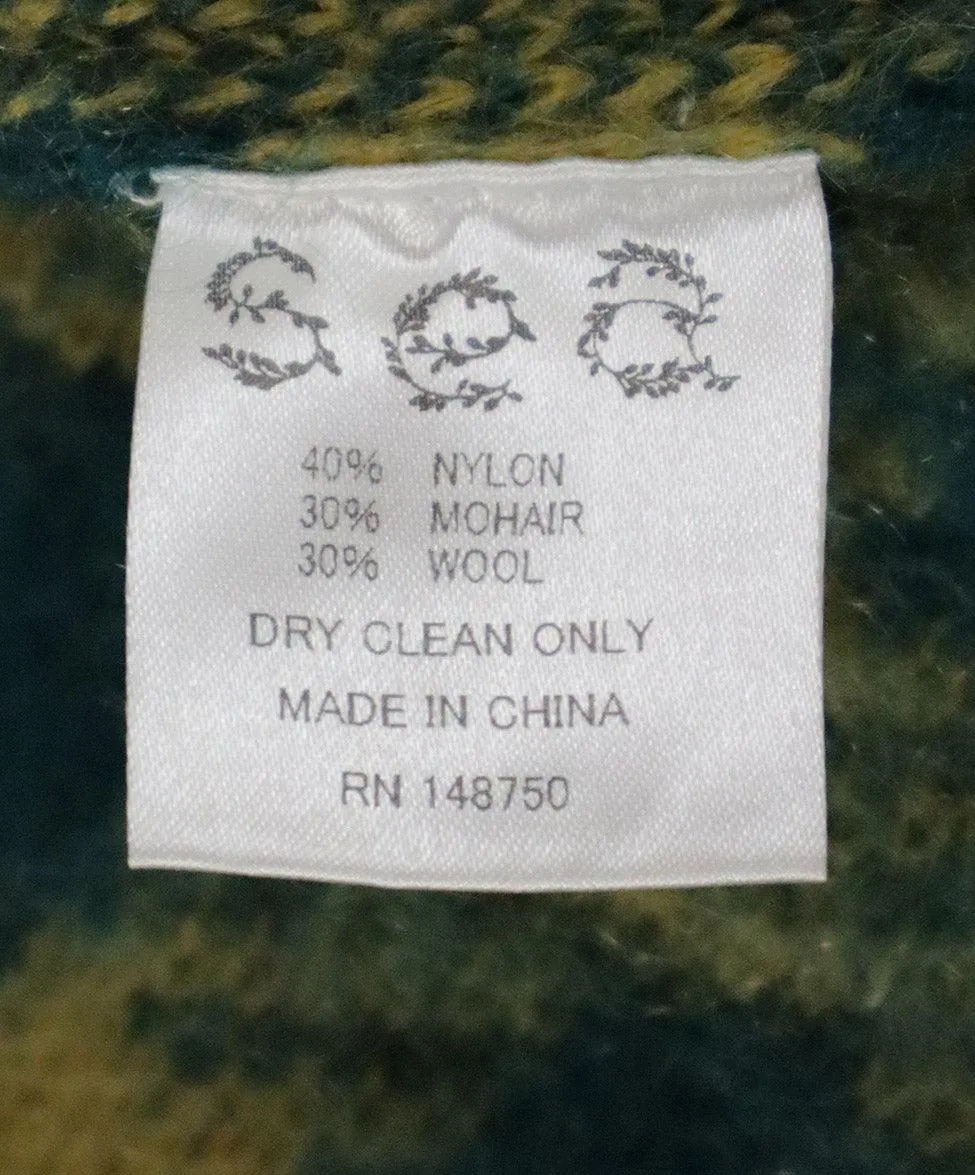 Sea
40% NYLON
30% MOHAIR
30% WOOL
DRY CLEAN ONLY
MADE IN CHINA
RN 148750